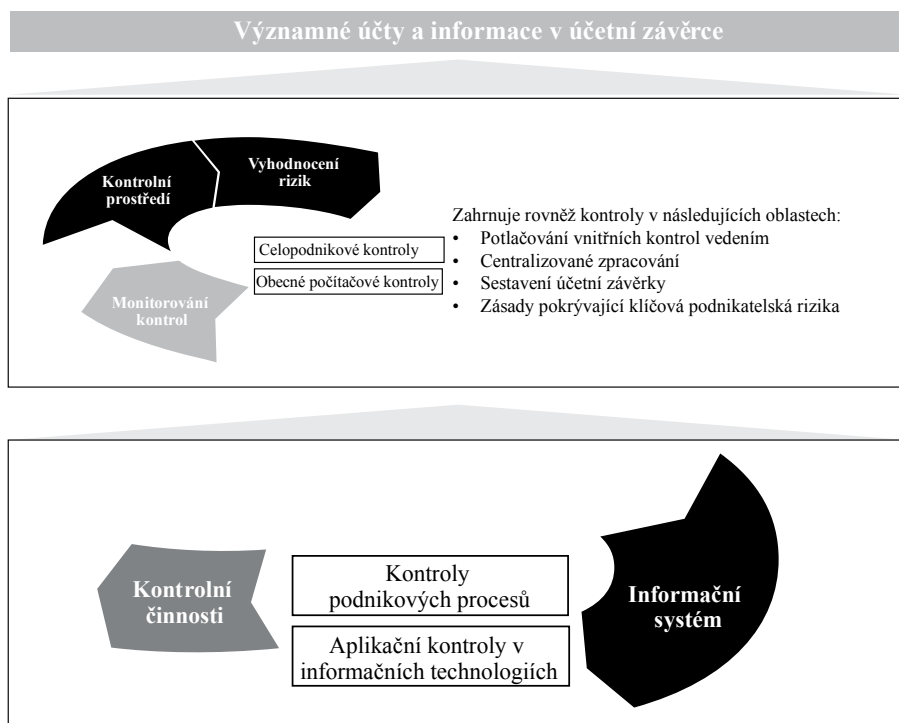 Významné účty a informace v účetní závěrce
Kontrolní
prostředí
Vyhodnocení
rizik
Monitorování
kontrol
Celopodnikové kontroly
Obecné počítačové kontroly
Zahrnuje rovněž kontroly v následujících oblastech:
• Potlačování vnitřních kontrol vedením
• Centralizované zpracování
• Sestavení účetní závěrky
• Zásady pokrývající klíčová podnikatelská rizika
Kontrolní
činnosti
Kontroly
podnikových procesů
Aplikační kontroly v
informačních technologiích
Informační
systém